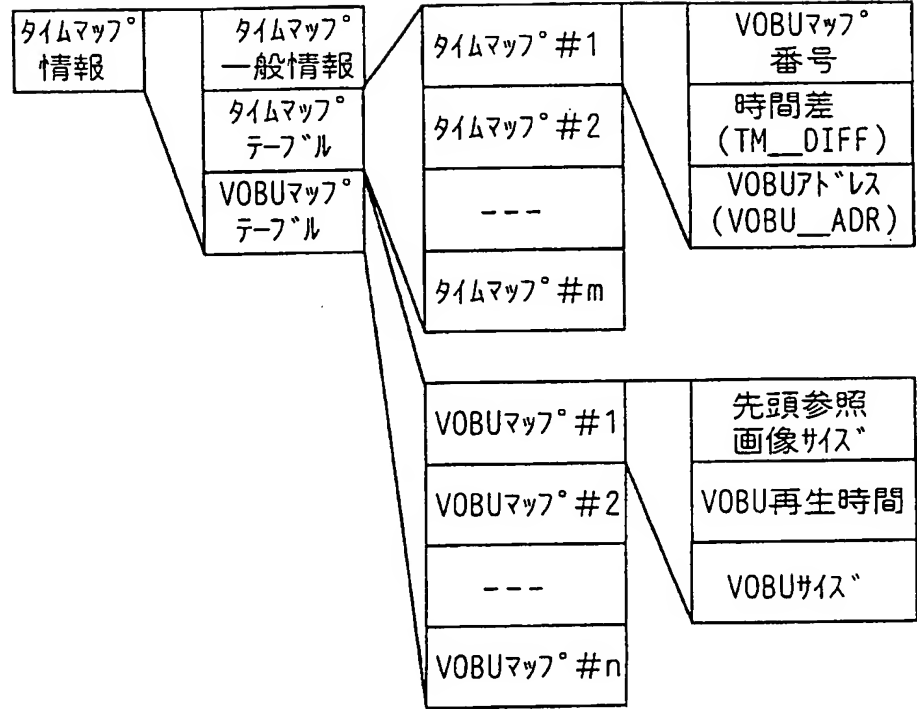 タイムマップ
情報
タイムマップ
一般情報
タイムマップ
テーブル
VOBUマップ
テーブル
タイムマップ#1
タイムマップ#2
---
タイムマップ#m
VOBUマップ
番号
時間差
(TM__DIFF)
VOBUアドレス
(VOBU__ADR)
VOBUマップ#1
VOBUマップ#2
---
VOBUマップ#n
先頭参照
画像サイズ
VOBU再生時間
VOBUサイズ